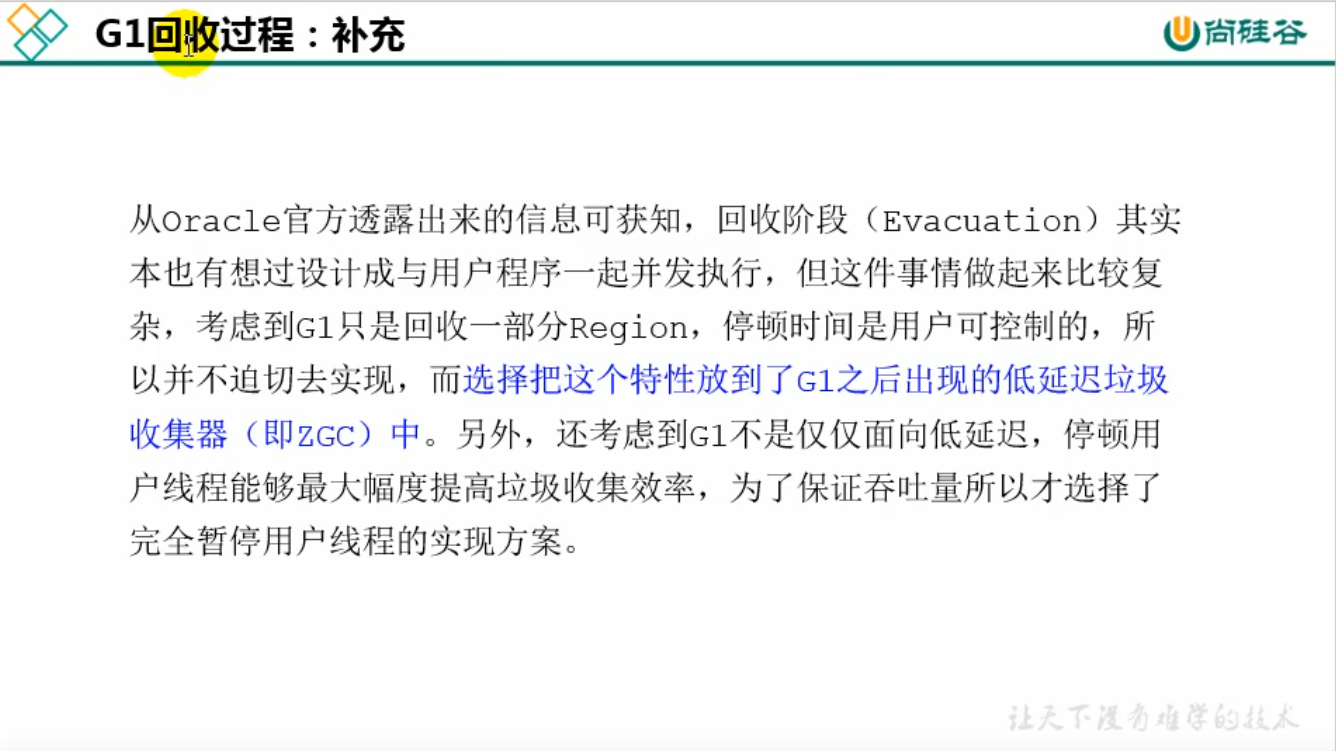 G1回收过程：补充
尚硅谷
从Oracle官方透露出来的信息可获知，回收阶段（Evacuation）其实
本也有想过设计成与用户程序一起并发执行，但这件事情做起来比较复
杂，考虑到G1只是回收一部分Region，停顿时间是用户可控制的，所
以并不迫切去实现，而选择把这个特性放到了G1之后出现的低延迟垃圾
收集器（即ZGC）中。另外，还考虑到G1不是仅仅面向低延迟，停顿用
户线程能够最大幅度提高垃圾收集效率，为了保证吞吐量所以才选择了
完全暂停用户线程的实现方案。
让天下没有难学的技术